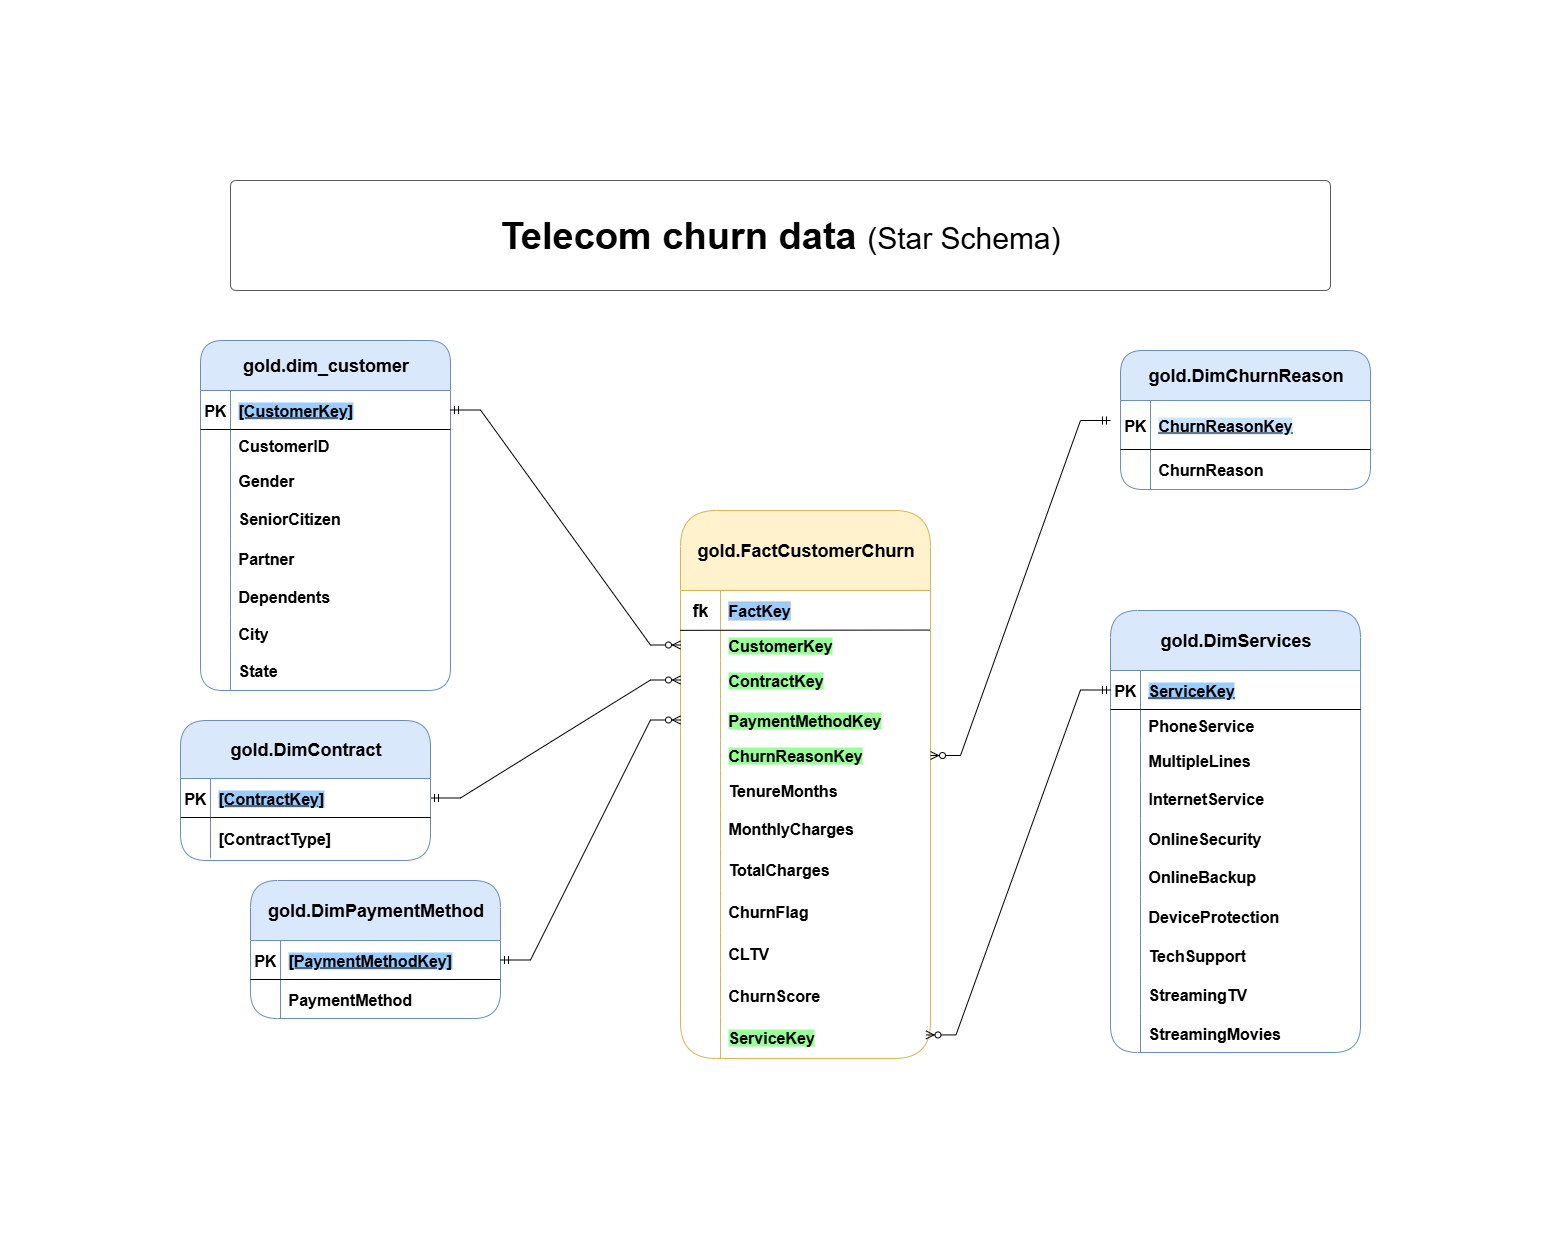 Telecom churn data (Star Schema)
gold.dim_customer
PK [CustomerKey]
CustomerID
Gender
SeniorCitizen
Partner
Dependents
City
State
gold.DimContract
PK [ContractKey]
[ContractType]
gold.DimPaymentMethod
PK [PaymentMethodKey]
PaymentMethod
gold.FactCustomerChurn
fk FactKey
CustomerKey
ContractKey
PaymentMethodKey
ChurnReasonKey
TenureMonths
MonthlyCharges
TotalCharges
ChurnFlag
CLTV
ChurnScore
ServiceKey
gold.DimChurnReason
PK ChurnReasonKey
ChurnReason
gold.DimServices
PK ServiceKey
PhoneService
MultipleLines
InternetService
OnlineSecurity
OnlineBackup
DeviceProtection
TechSupport
StreamingTV
StreamingMovies